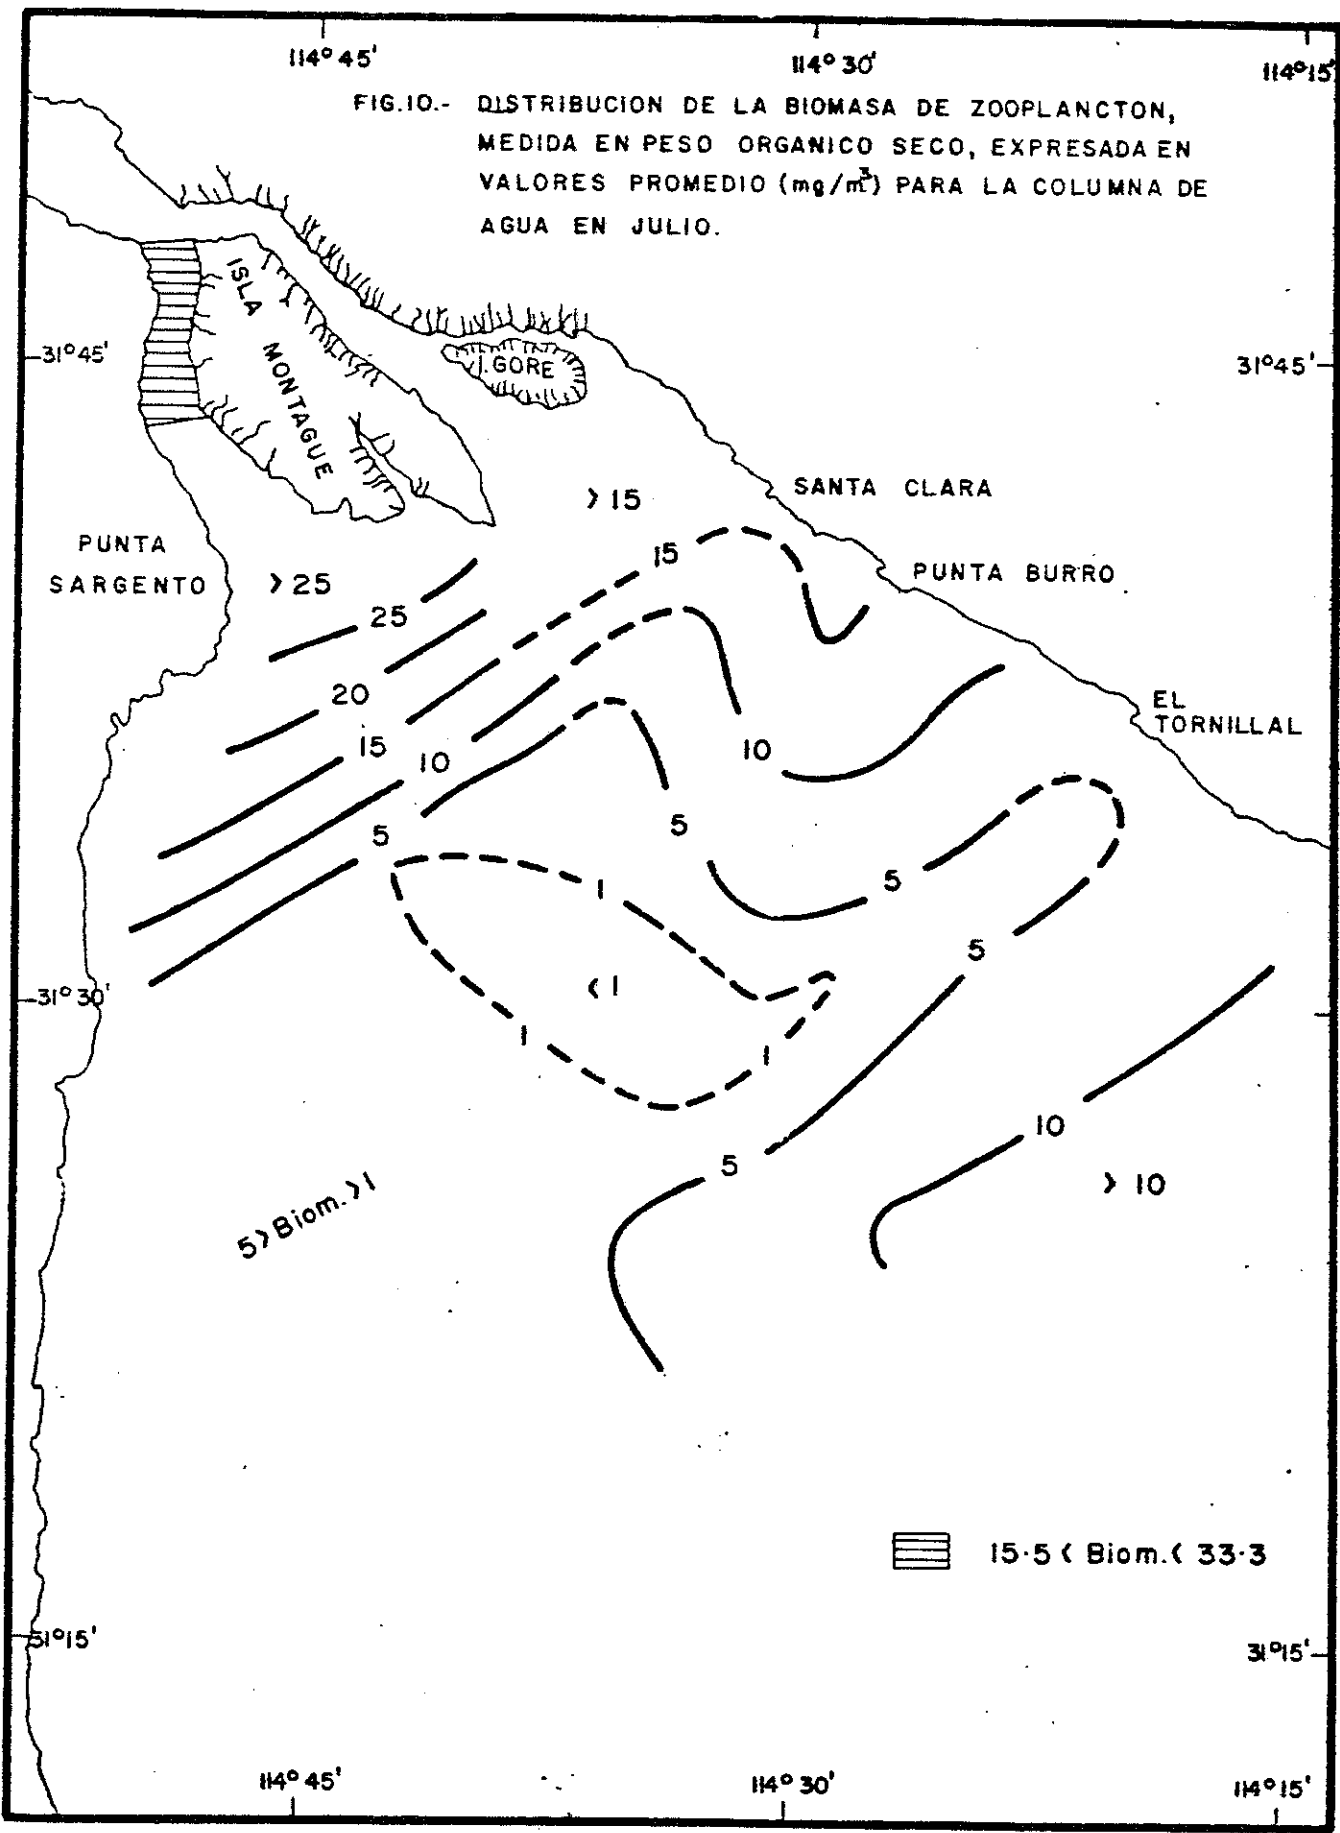 114° 45'
114° 30'
114° 15'
FIG.10.- DISTRIBUCION DE LA BIOMASA DE ZOOPLANCTON,
MEDIDA EN PESO ORGANICO SECO, EXPRESADA EN
VALORES PROMEDIO (mg/m³) PARA LA COLUMNA DE
AGUA EN JULIO.
ISLA
MONTAGUE
I. GORE
31° 45'
31° 45'
SANTA CLARA
> 15
PUNTA
SARGENTO
> 25
15
PUNTA BURRO
25
20
EL
TORNILLAL
15
10
10
5
5
1
5
5
< 1
31° 30'
1
1
10
5
> 10
5 > Biom. > 1
15.5 < Biom. < 33.3
31° 15'
31° 15'
114° 45'
114° 30'
114° 15'